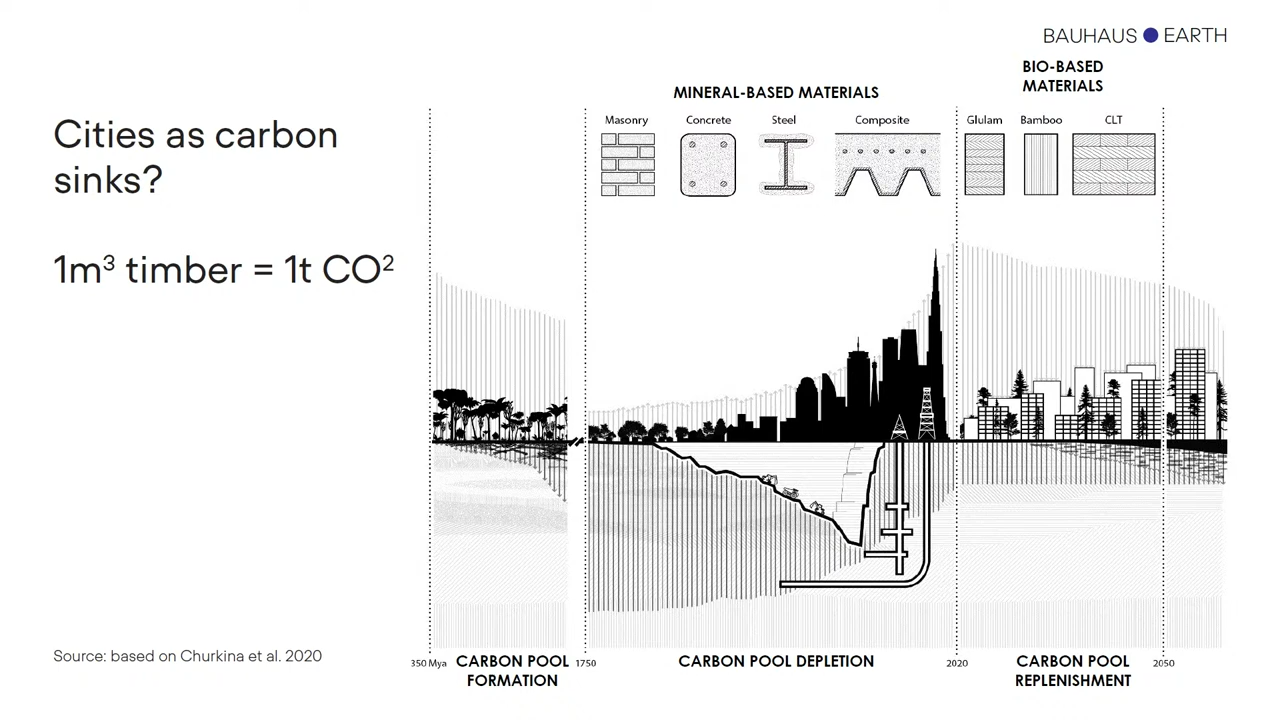 BAUHAUS EARTH
Cities as carbon
sinks?
1m³ timber = 1t CO²
MINERAL-BASED MATERIALS
Masonry Concrete Steel Composite
BIO-BASED
MATERIALS
Glulam Bamboo CLT
350 Mya CARBON POOL FORMATION 1750 CARBON POOL DEPLETION 2020 CARBON POOL REPLENISHMENT 2050
Source: based on Churkina et al. 2020